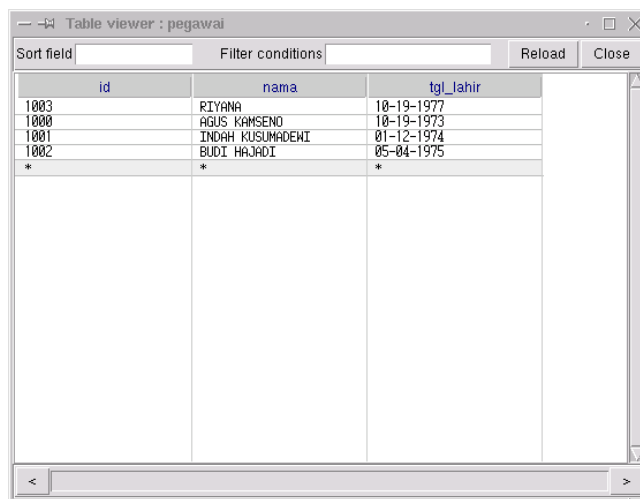 Table viewer : pegawai
Sort field Filter conditions Reload Close
id nama tgl_lahir
1003 RIYANA 10-19-1977
1000 AGUS KAMSENO 10-19-1973
1001 INDAH KUSUMADEWI 01-12-1974
1002 BUDI HAJADI 05-04-1975
* * *
< >